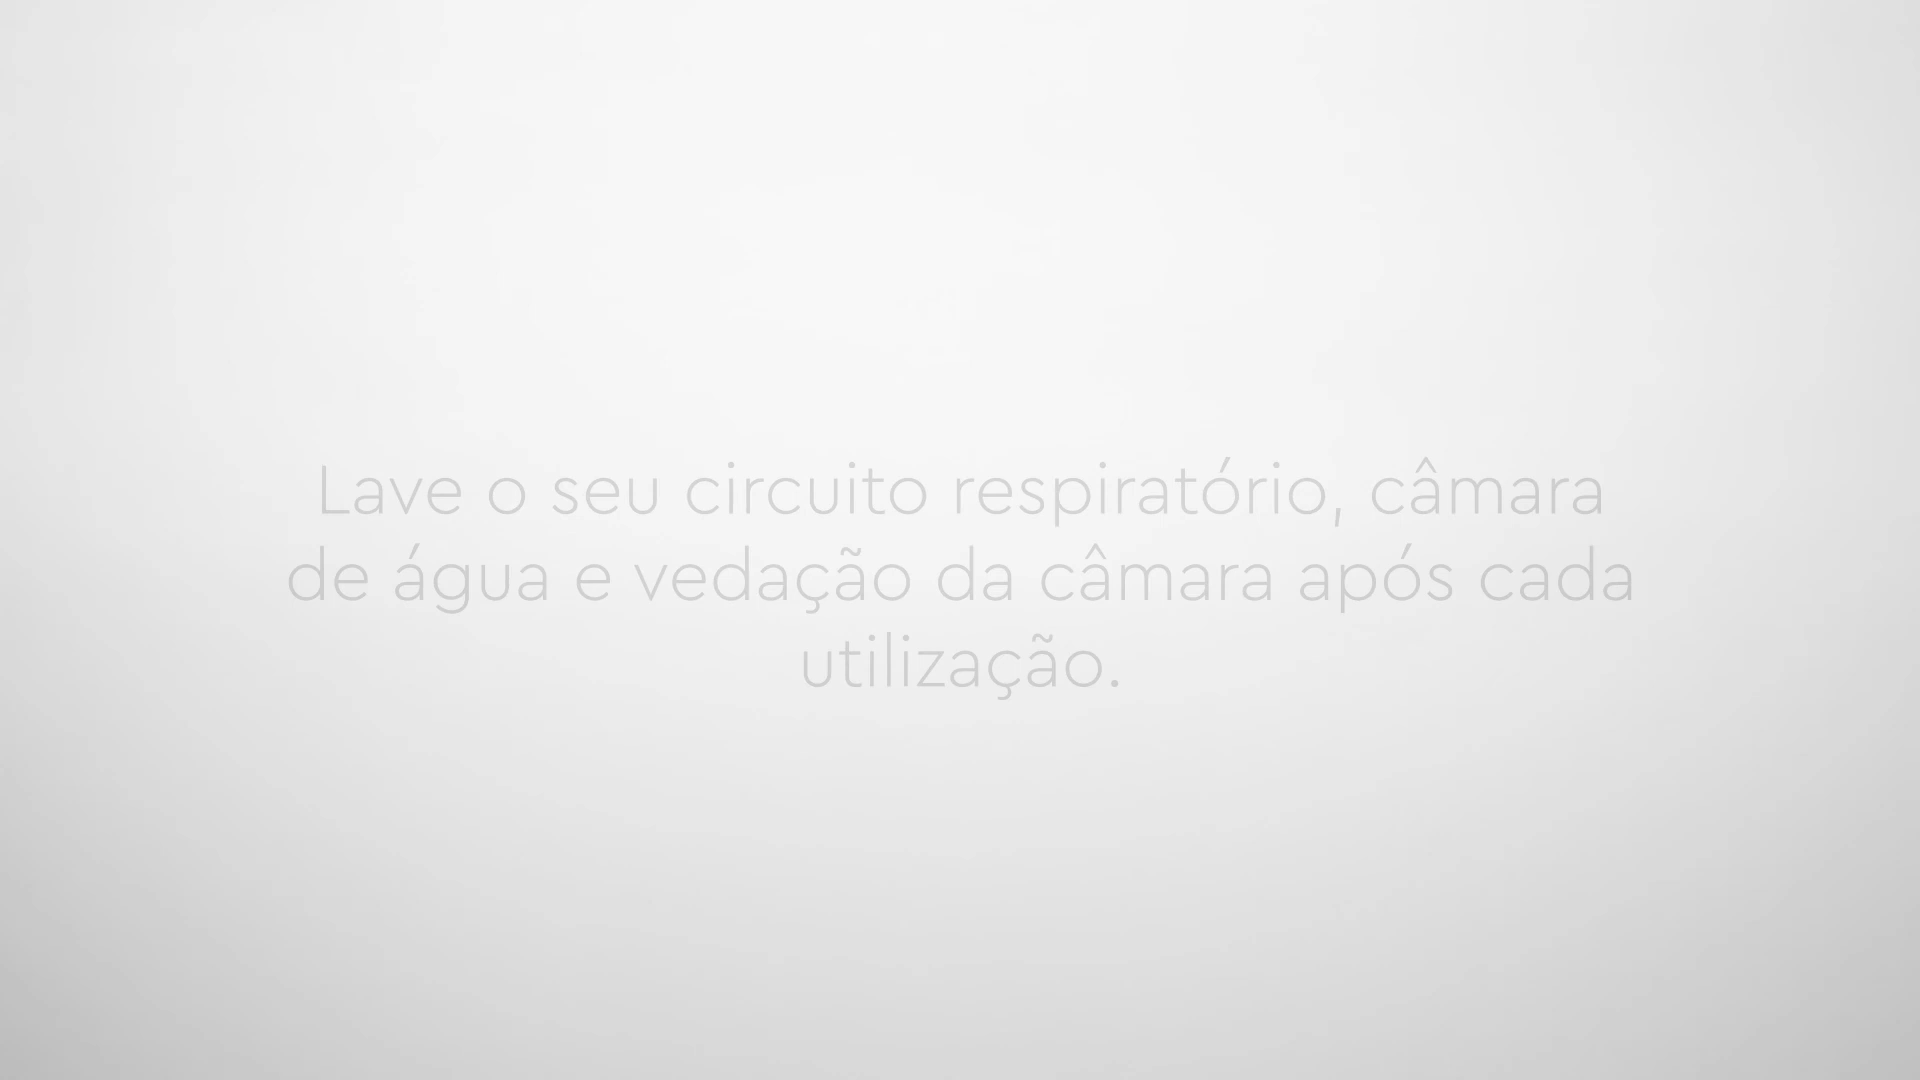 Lave o seu circuito respiratório, câmara
de água e vedação da câmara após cada
utilização.